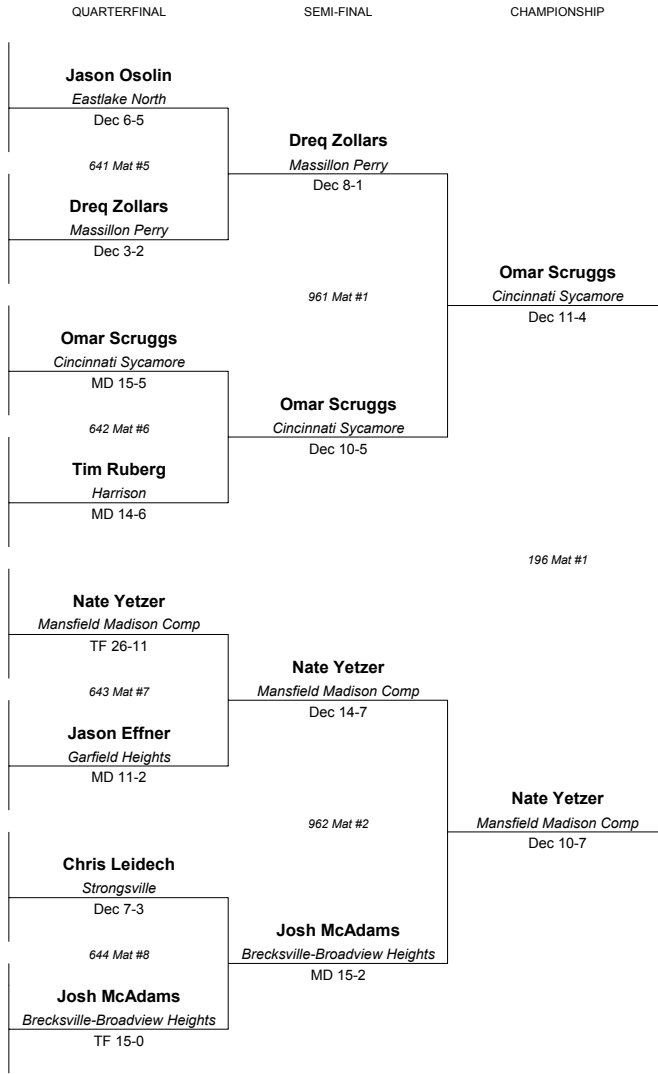 QUARTERFINAL
SEMI-FINAL
CHAMPIONSHIP
Jason Osolin
Eastlake North
Dec 6-5
641 Mat #5
Dreq Zollars
Massillon Perry
Dec 3-2
Dreq Zollars
Massillon Perry
Dec 8-1
961 Mat #1
Omar Scruggs
Cincinnati Sycamore
MD 15-5
642 Mat #6
Tim Ruberg
Harrison
MD 14-6
Omar Scruggs
Cincinnati Sycamore
Dec 10-5
Omar Scruggs
Cincinnati Sycamore
Dec 11-4
196 Mat #1
Nate Yetzer
Mansfield Madison Comp
TF 26-11
643 Mat #7
Jason Effner
Garfield Heights
MD 11-2
Nate Yetzer
Mansfield Madison Comp
Dec 14-7
962 Mat #2
Chris Leidech
Strongsville
Dec 7-3
644 Mat #8
Josh McAdams
Brecksville-Broadview Heights
TF 15-0
Josh McAdams
Brecksville-Broadview Heights
MD 15-2
Nate Yetzer
Mansfield Madison Comp
Dec 10-7